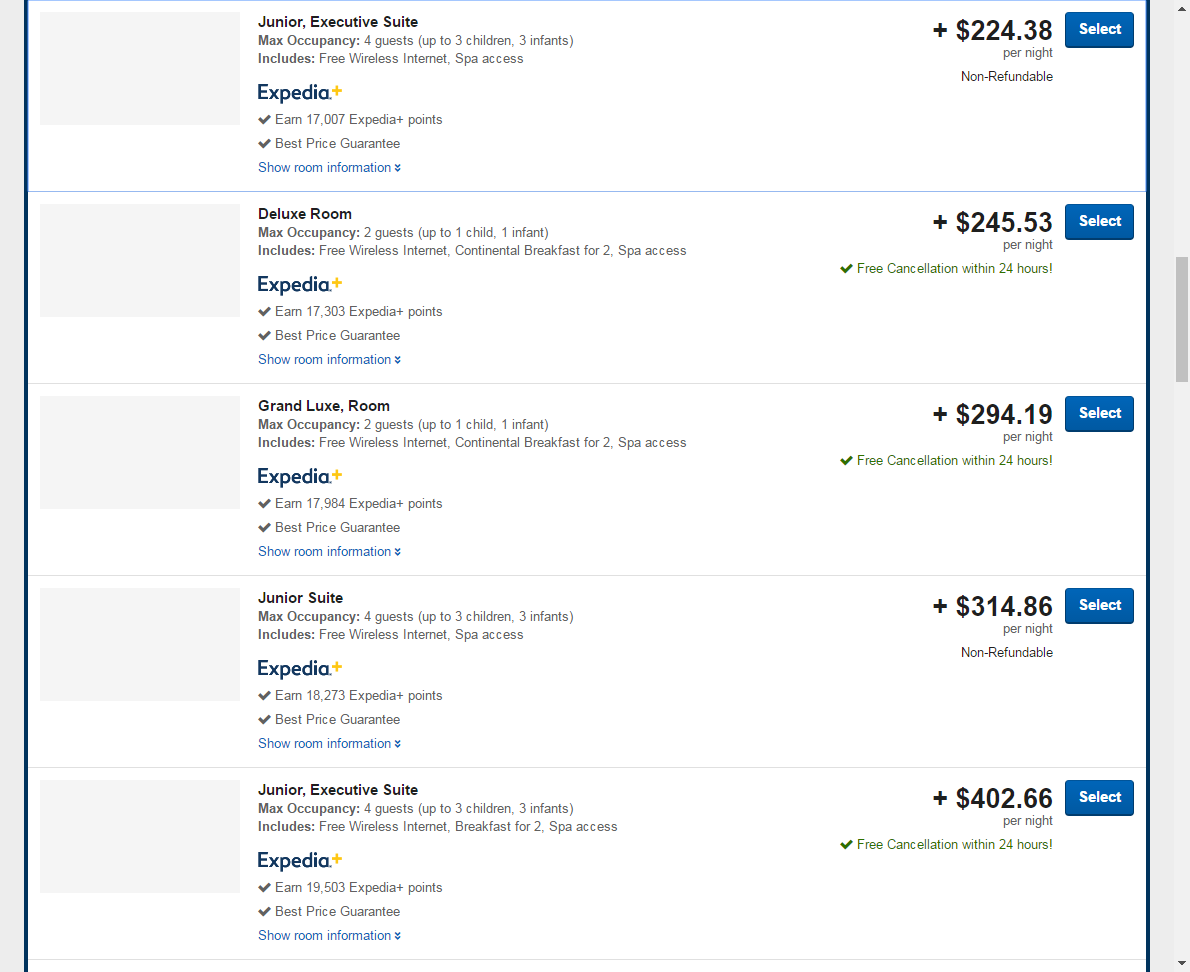 Junior, Executive Suite
+ $224.38
Select
Max Occupancy: 4 guests (up to 3 children, 3 infants)
per night
Includes: Free Wireless Internet, Spa access
Non-Refundable
Expedia+
Earn 17,007 Expedia+ points
Best Price Guarantee
Show room information
Deluxe Room
+ $245.53
Select
Max Occupancy: 2 guests (up to 1 child, 1 infant)
per night
Includes: Free Wireless Internet, Continental Breakfast for 2, Spa access
Free Cancellation within 24 hours!
Expedia+
Earn 17,303 Expedia+ points
Best Price Guarantee
Show room information
Grand Luxe, Room
+ $294.19
Select
Max Occupancy: 2 guests (up to 1 child, 1 infant)
per night
Includes: Free Wireless Internet, Continental Breakfast for 2, Spa access
Free Cancellation within 24 hours!
Expedia+
Earn 17,984 Expedia+ points
Best Price Guarantee
Show room information
Junior Suite
+ $314.86
Select
Max Occupancy: 4 guests (up to 3 children, 3 infants)
per night
Includes: Free Wireless Internet, Spa access
Non-Refundable
Expedia+
Earn 18,273 Expedia+ points
Best Price Guarantee
Show room information
Junior, Executive Suite
+ $402.66
Select
Max Occupancy: 4 guests (up to 3 children, 3 infants)
per night
Includes: Free Wireless Internet, Breakfast for 2, Spa access
Free Cancellation within 24 hours!
Expedia+
Earn 19,503 Expedia+ points
Best Price Guarantee
Show room information